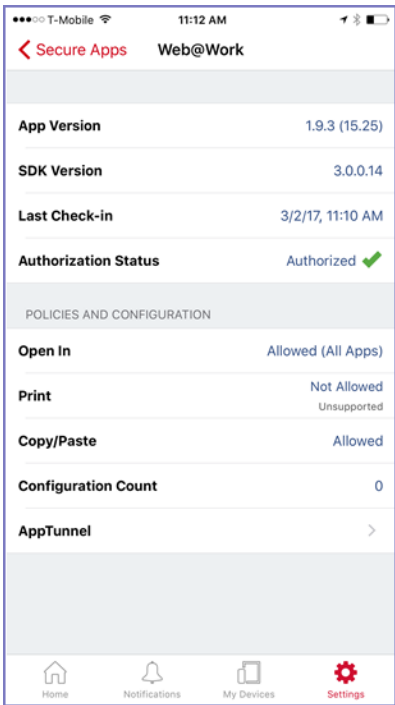 T-Mobile 11:12 AM
Secure Apps Web@Work
App Version 1.9.3 (15.25)
SDK Version 3.0.0.14
Last Check-in 3/2/17, 11:10 AM
Authorization Status Authorized
POLICIES AND CONFIGURATION
Open In Allowed (All Apps)
Print Not Allowed
Unsupported
Copy/Paste Allowed
Configuration Count 0
AppTunnel
Home Notifications My Devices Settings